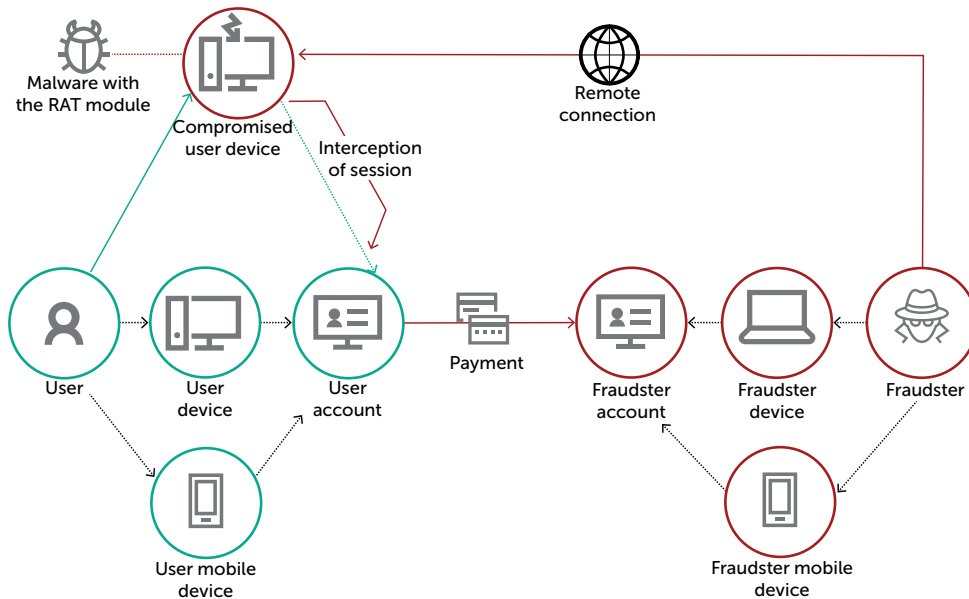 Malware with
the RAT module
Compromised
user device
Remote
connection
Interception
of session
User
User
device
User
account
Payment
Fraudster
account
Fraudster
device
Fraudster
User mobile
device
Fraudster mobile
device